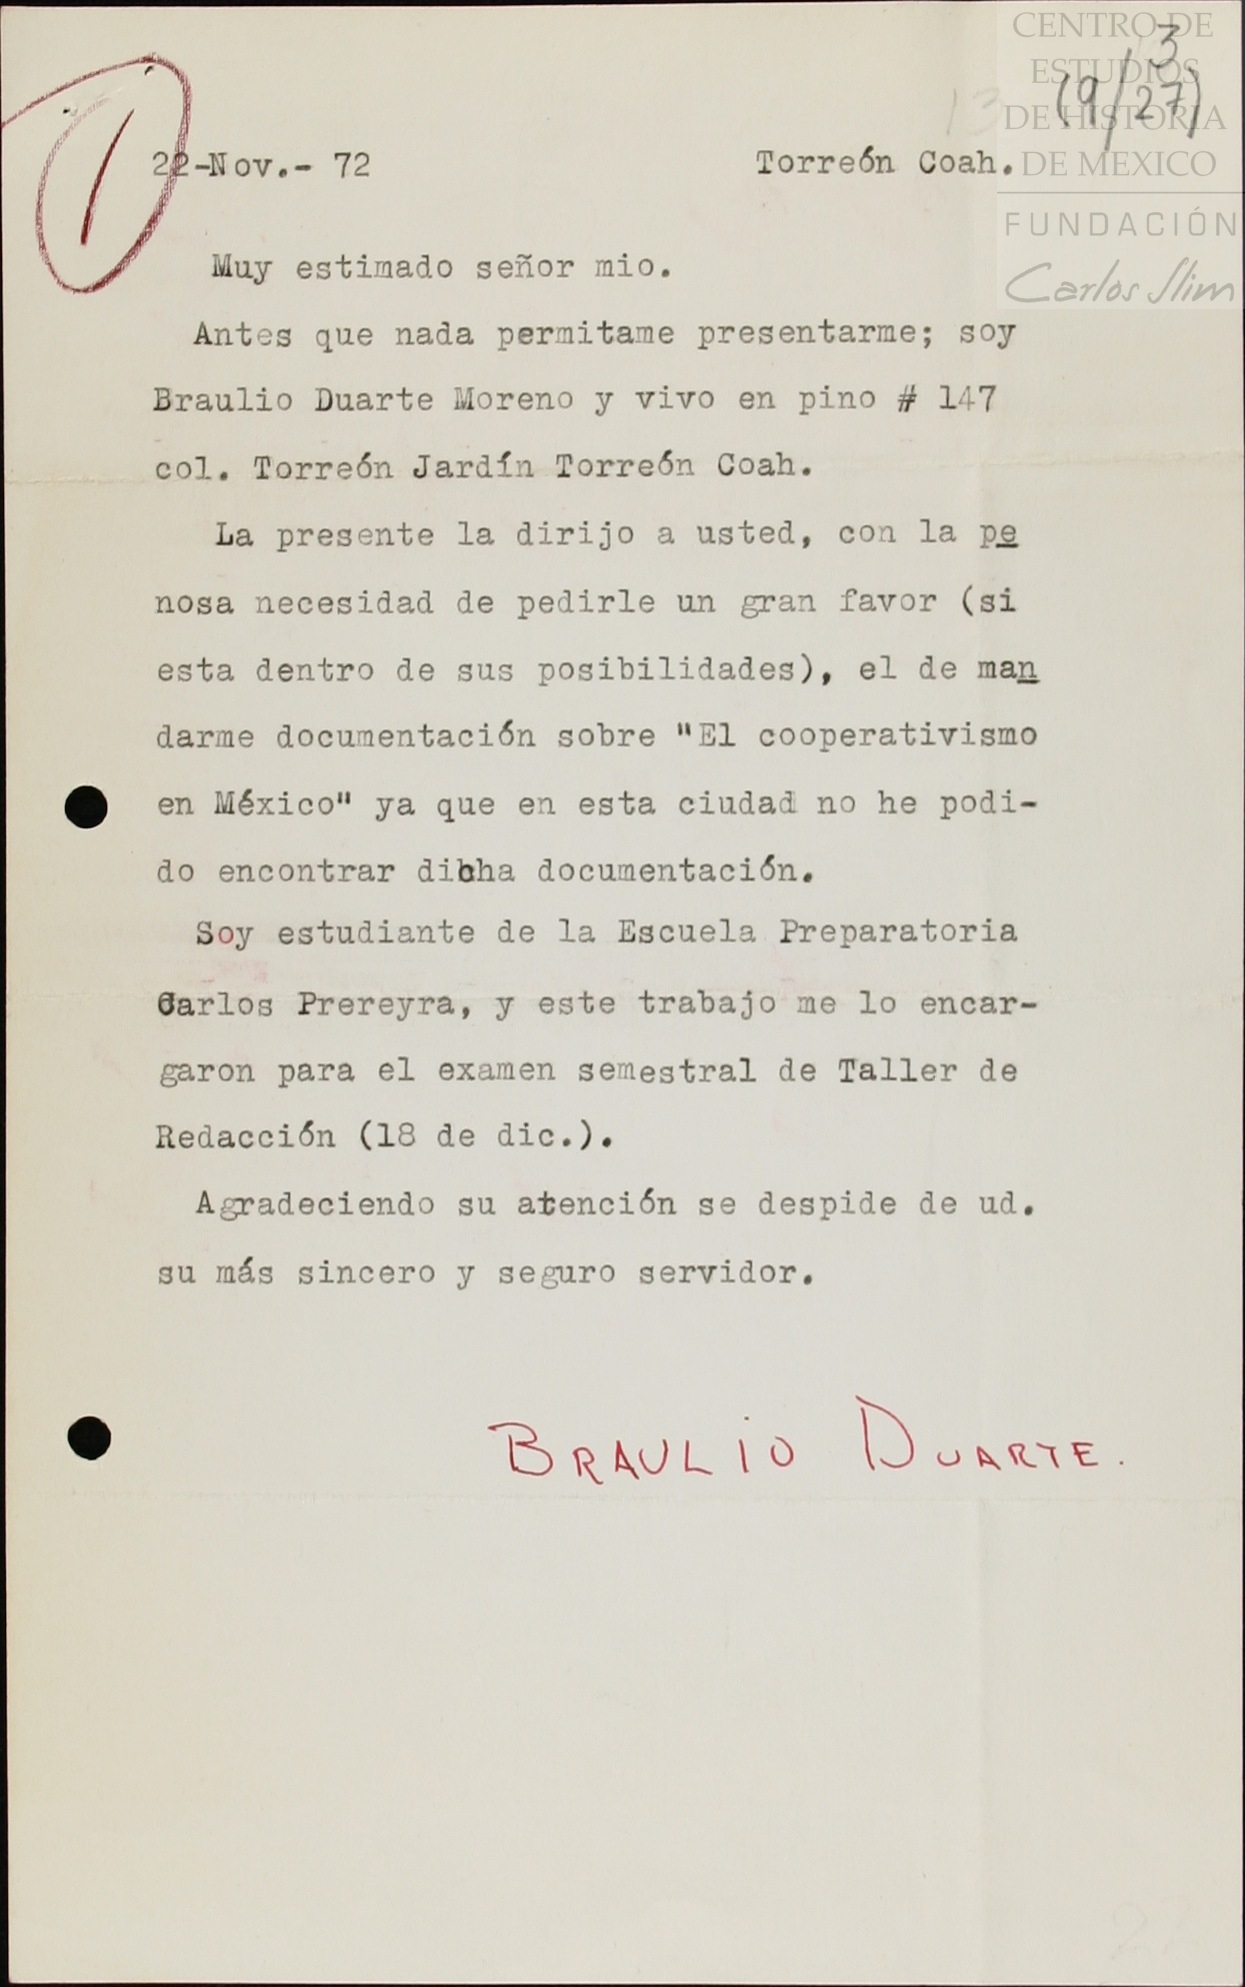 CENTRO DE
ESTUDIOS
DE HISTORIA
DE MEXICO
FUNDACIÓN
Carlos Slim
3
13
(9/27)
1
22-Nov.- 72 Torreón Coah.
Muy estimado señor mio.
Antes que nada permitame presentarme; soy
Braulio Duarte Moreno y vivo en pino # 147
col. Torreón Jardín Torreón Coah.
La presente la dirijo a usted, con la pe
nosa necesidad de pedirle un gran favor (si
esta dentro de sus posibilidades), el de man
darme documentación sobre "El cooperativismo
en México" ya que en esta ciudad no he podi-
do encontrar dicha documentación.
Soy estudiante de la Escuela Preparatoria
Carlos Prereyra, y este trabajo me lo encar-
garon para el examen semestral de Taller de
Redacción (18 de dic.).
Agradeciendo su atención se despide de ud.
su más sincero y seguro servidor.
BRAULIO DUARTE.
22